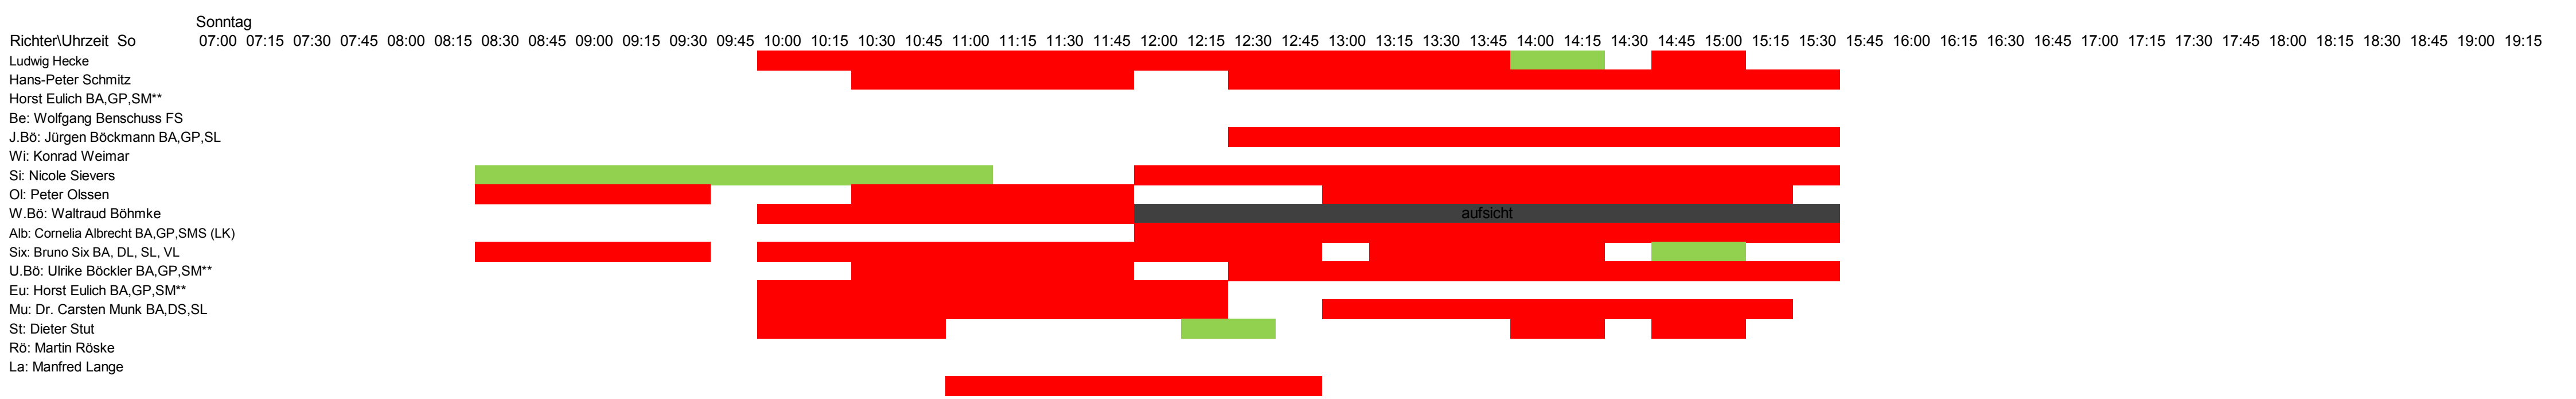 Sonntag
Richter\Uhrzeit So 07:00 07:15 07:30 07:45 08:00 08:15 08:30 08:45 09:00 09:15 09:30 09:45 10:00 10:15 10:30 10:45 11:00 11:15 11:30 11:45 12:00 12:15 12:30 12:45 13:00 13:15 13:30 13:45 14:00 14:15 14:30 14:45 15:00 15:15 15:30 15:45 16:00 16:15 16:30 16:45 17:00 17:15 17:30 17:45 18:00 18:15 18:30 18:45 19:00 19:15
Ludwig Hecke
Hans-Peter Schmitz
Horst Eulich BA,GP,SM**
Be: Wolfgang Benschuss FS
J.Bö: Jürgen Böckmann BA,GP,SL
Wi: Konrad Weimar
Si: Nicole Sievers
Ol: Peter Olssen
W.Bö: Waltraud Böhmke aufsicht
Alb: Cornelia Albrecht BA,GP,SMS (LK)
Six: Bruno Six BA, DL, SL, VL
U.Bö: Ulrike Böckler BA,GP,SM**
Eu: Horst Eulich BA,GP,SM**
Mu: Dr. Carsten Munk BA,DS,SL
St: Dieter Stut
Rö: Martin Röske
La: Manfred Lange